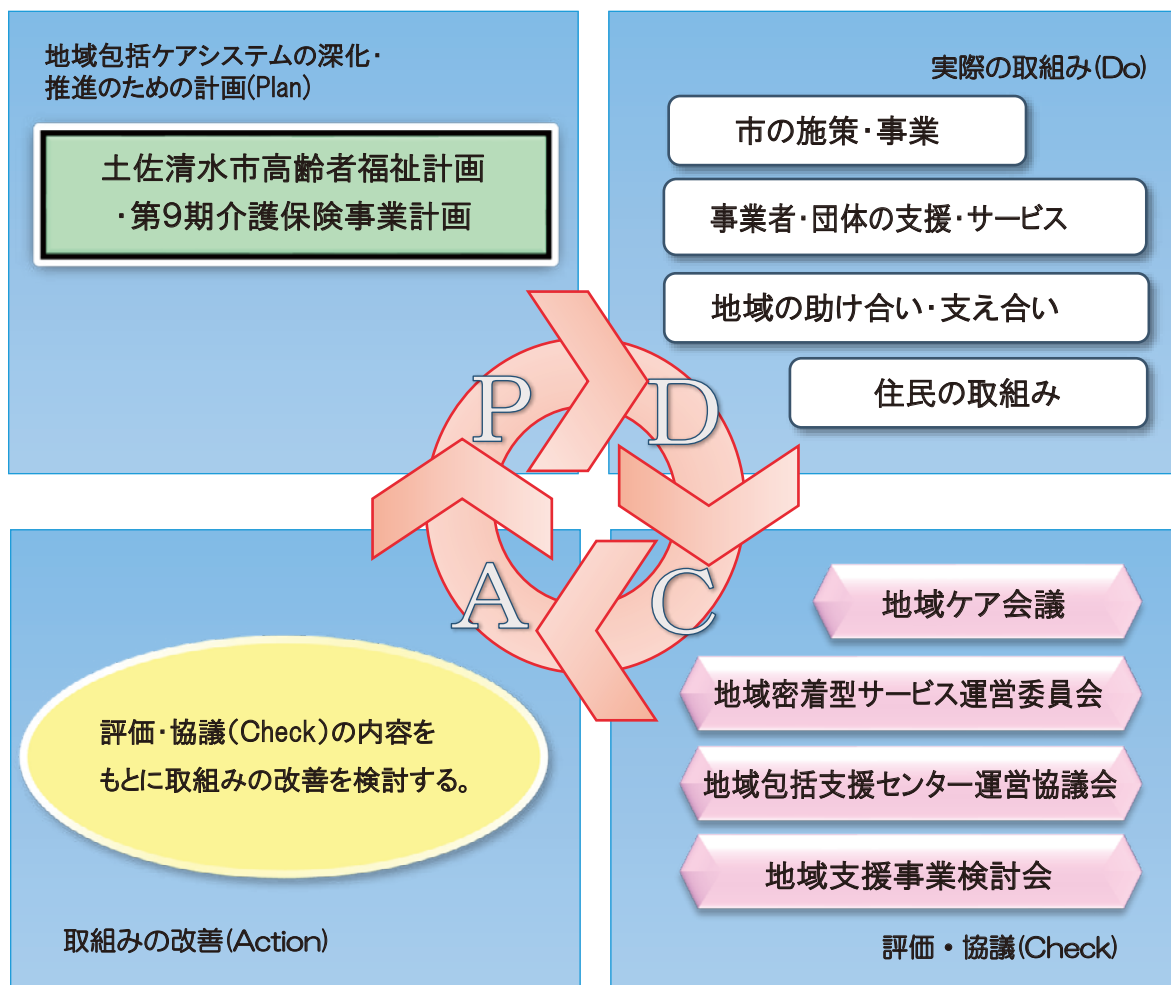 地域包括ケアシステムの深化・
推進のための計画(Plan)
土佐清水市高齢者福祉計画
・第9期介護保険事業計画
実際の取組み(Do)
市の施策・事業
事業者・団体の支援・サービス
地域の助け合い・支え合い
住民の取組み
P
D
A
C
評価・協議(Check)の内容を
もとに取組みの改善を検討する。
取組みの改善(Action)
地域ケア会議
地域密着型サービス運営委員会
地域包括支援センター運営協議会
地域支援事業検討会
評価・協議(Check)